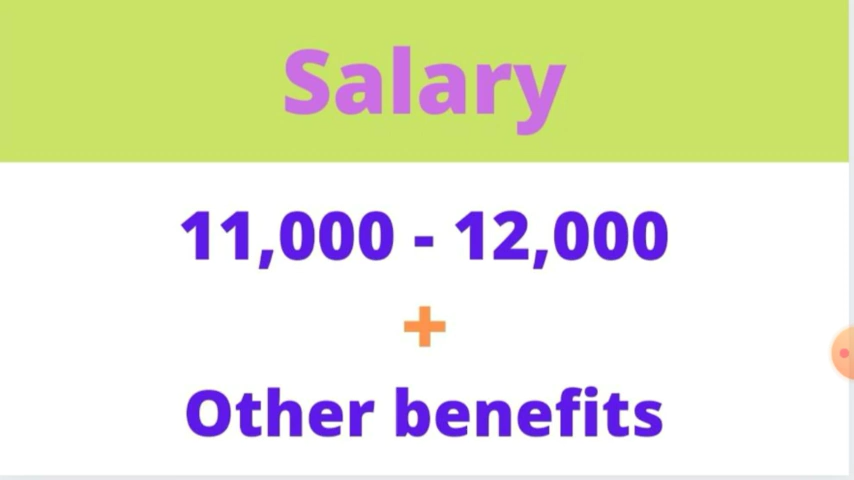 Salary
11,000 - 12,000
+
Other benefits